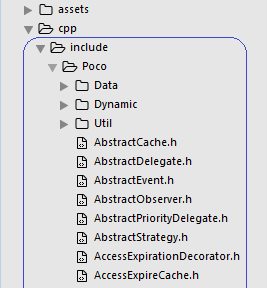 assets
cpp
include
Poco
Data
Dynamic
Util
AbstractCache.h
AbstractDelegate.h
AbstractEvent.h
AbstractObserver.h
AbstractPriorityDelegate.h
AbstractStrategy.h
AccessExpirationDecorator.h
AccessExpireCache.h